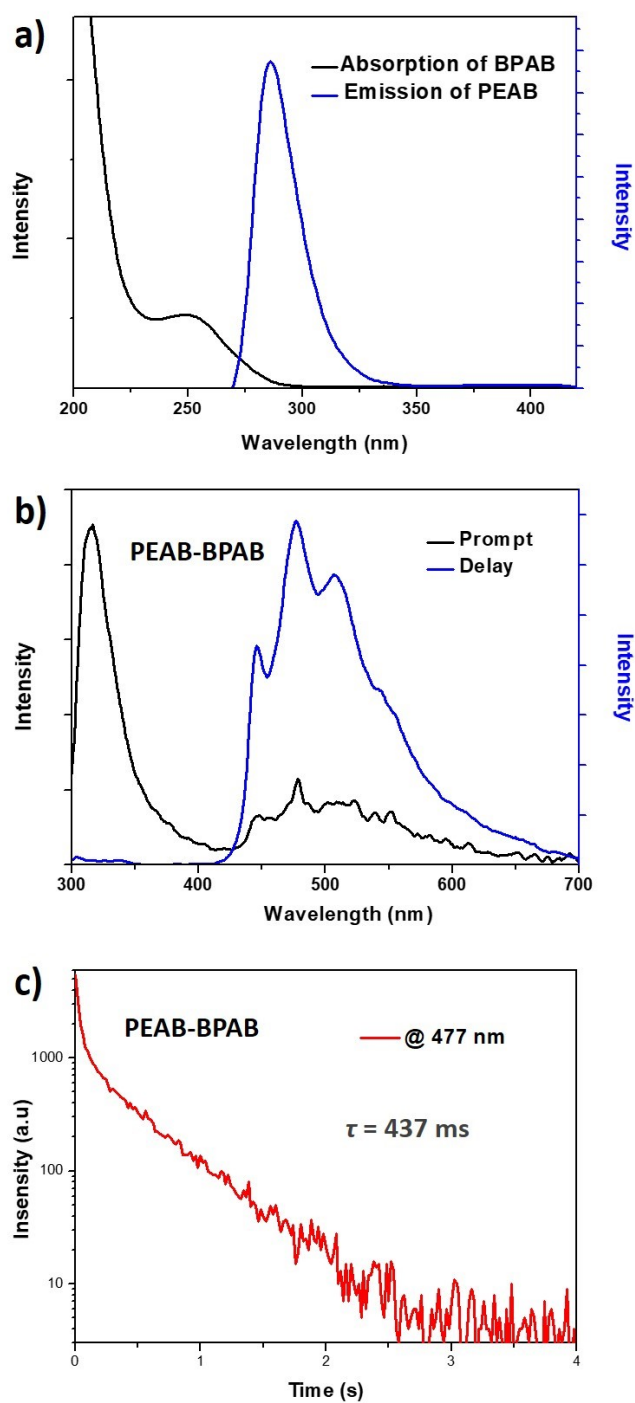 a)
Absorption of BPAB
Emission of PEAB
Intensity
Intensity
200 250 300 350 400
Wavelength (nm)
b)
PEAB-BPAB
Prompt
Delay
Intensity
Intensity
300 400 500 600 700
Wavelength (nm)
c)
PEAB-BPAB
@ 477 nm
τ = 437 ms
Insensity (a.u)
1000
100
10
0 1 2 3 4
Time (s)